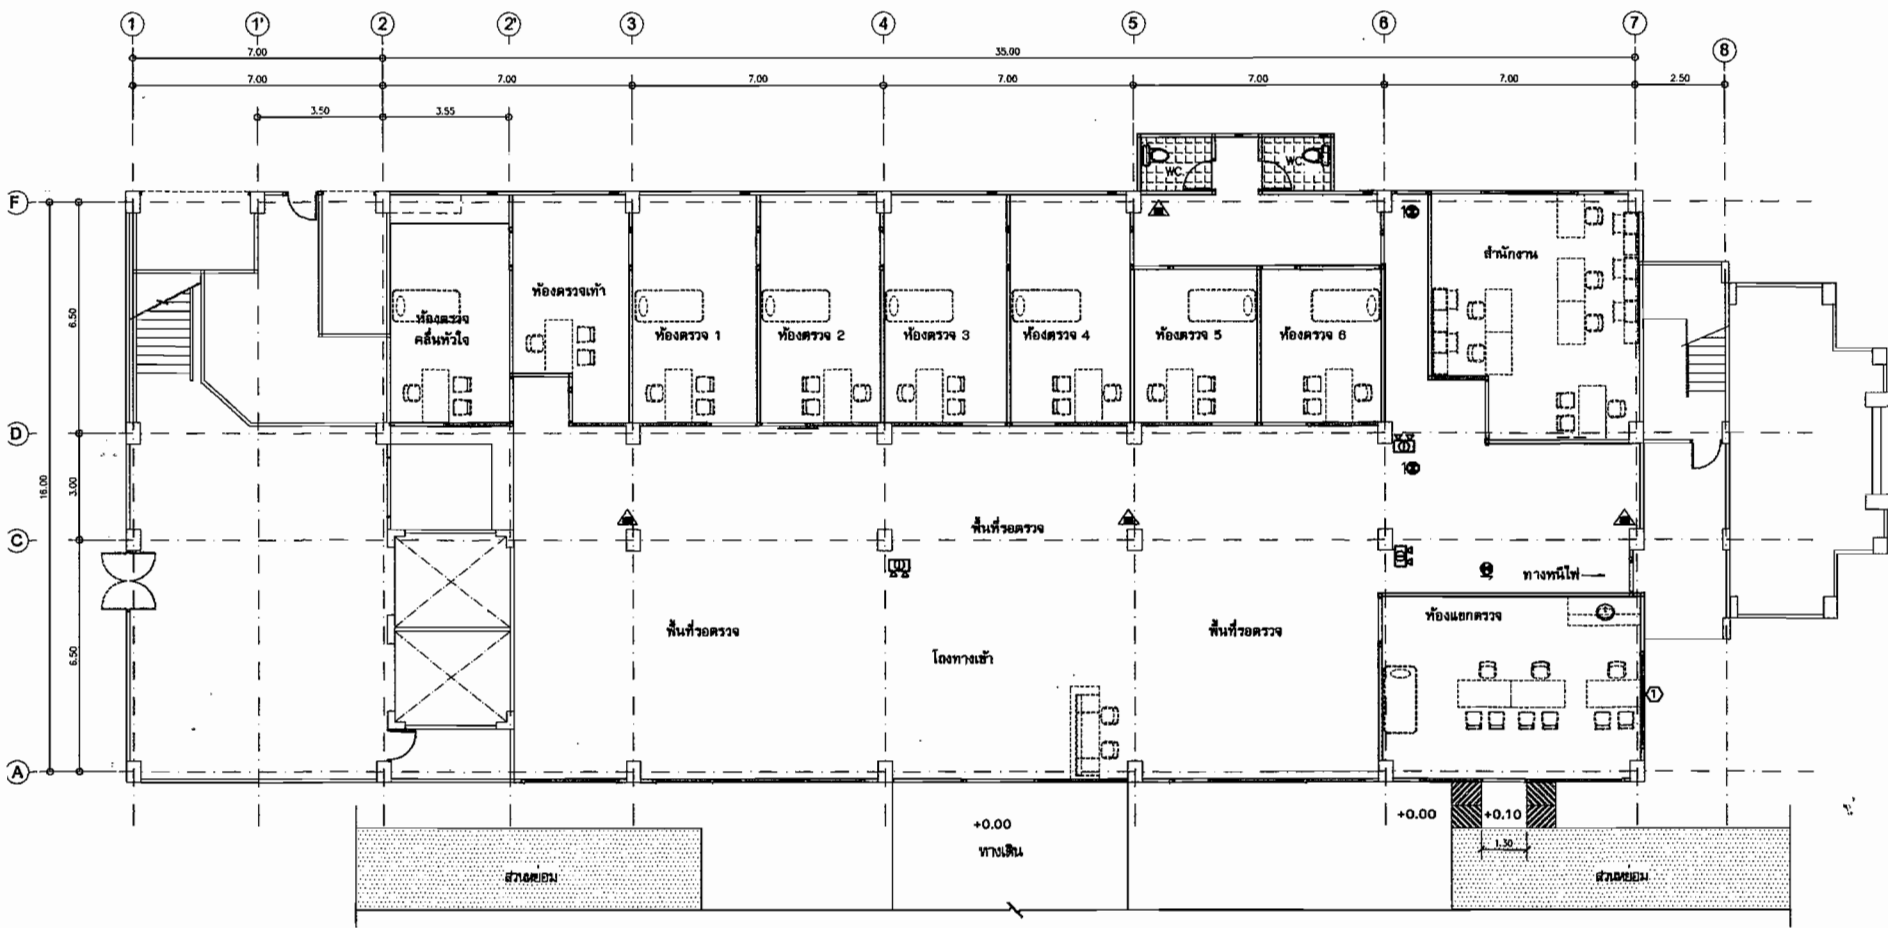 1 1' 2 2' 3 4 5 6 7 8
7.00 35.00
7.00 7.00 7.00 7.00 7.00 7.00 2.50
3.50 3.55
WC. WC.
F
สำนักงาน
ห้องตรวจเท้า
6.50
ห้องตรวจ
คลื่นหัวใจ
ห้องตรวจ 1 ห้องตรวจ 2 ห้องตรวจ 3 ห้องตรวจ 4 ห้องตรวจ 5 ห้องตรวจ 6
D
16.00 3.00
พื้นที่รอตรวจ
C
ทางหนีไฟ
ห้องแยกตรวจ
พื้นที่รอตรวจ พื้นที่รอตรวจ
6.50
โถงทางเข้า
1
A
+0.00 +0.10
+0.00
ทางเดิน
1.30
สวนหย่อม สวนหย่อม